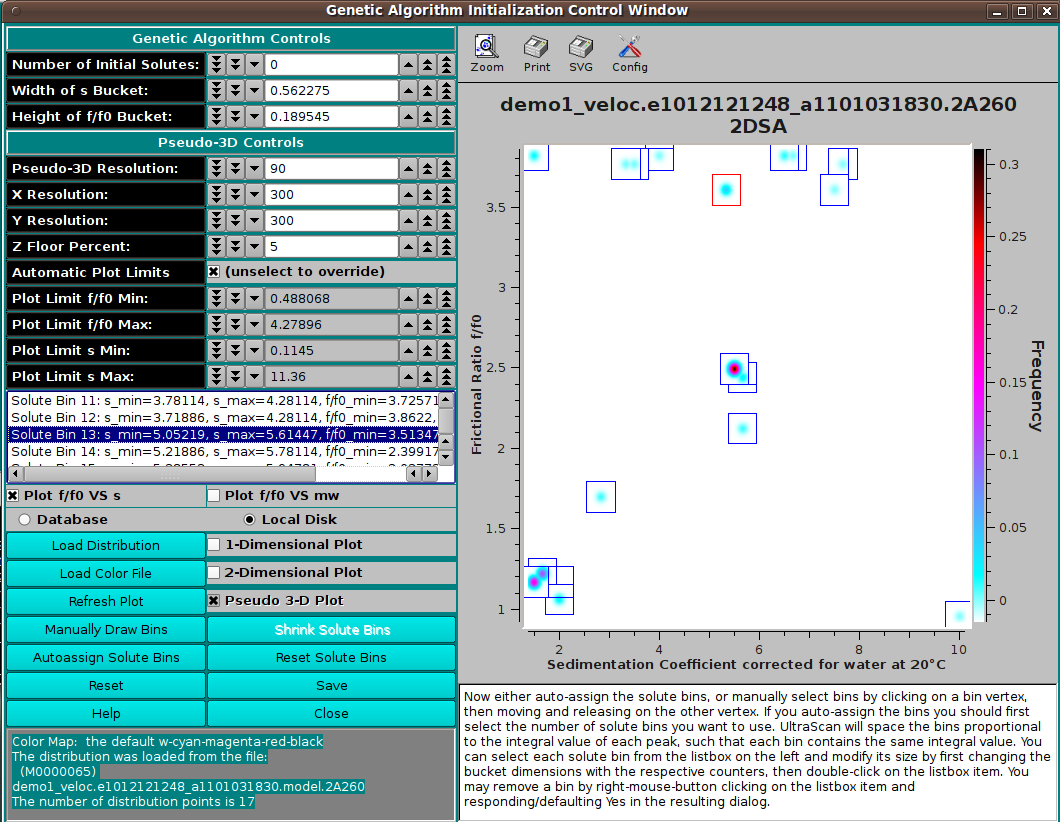 Genetic Algorithm Initialization Control Window
Genetic Algorithm Controls
Number of Initial Solutes: 0
Width of s Bucket: 0.562275
Height of f/f0 Bucket: 0.189545
Pseudo-3D Controls
Pseudo-3D Resolution: 90
X Resolution: 300
Y Resolution: 300
Z Floor Percent: 5
Automatic Plot Limits (unselect to override)
Plot Limit f/f0 Min: 0.488068
Plot Limit f/f0 Max: 4.27896
Plot Limit s Min: 0.1145
Plot Limit s Max: 11.36
Solute Bin 11: s_min=3.78114, s_max=4.28114, f/f0_min=3.72571
Solute Bin 12: s_min=3.71886, s_max=4.28114, f/f0_min=3.8622,
Solute Bin 13: s_min=5.05219, s_max=5.61447, f/f0_min=3.51347
Solute Bin 14: s_min=5.21886, s_max=5.78114, f/f0_min=2.39917
Plot f/f0 VS s Plot f/f0 VS mw
Database Local Disk
Load Distribution 1-Dimensional Plot
Load Color File 2-Dimensional Plot
Refresh Plot Pseudo 3-D Plot
Manually Draw Bins Shrink Solute Bins
Autoassign Solute Bins Reset Solute Bins
Reset Save
Help Close
Color Map: the default w-cyan-magenta-red-black
The distribution was loaded from the file:
(M0000065)
demo1_veloc.e1012121248_a1101031830.model.2A260
The number of distribution points is 17
Zoom Print SVG Config
demo1_veloc.e1012121248_a1101031830.2A260
2DSA
Frictional Ratio f/f0
3.5
3
2.5
2
1.5
1
2 4 6 8 10
Sedimentation Coefficient corrected for water at 20°C
0.3
0.25
0.2
0.15
0.1
0.05
0
Frequency
Now either auto-assign the solute bins, or manually select bins by clicking on a bin vertex,
then moving and releasing on the other vertex. If you auto-assign the bins you should first
select the number of solute bins you want to use. UltraScan will space the bins proportional
to the integral value of each peak, such that each bin contains the same integral value. You
can select each solute bin from the listbox on the left and modify its size by first changing the
bucket dimensions with the respective counters, then double-click on the listbox item. You
may remove a bin by right-mouse-button clicking on the listbox item and
responding/defaulting Yes in the resulting dialog.